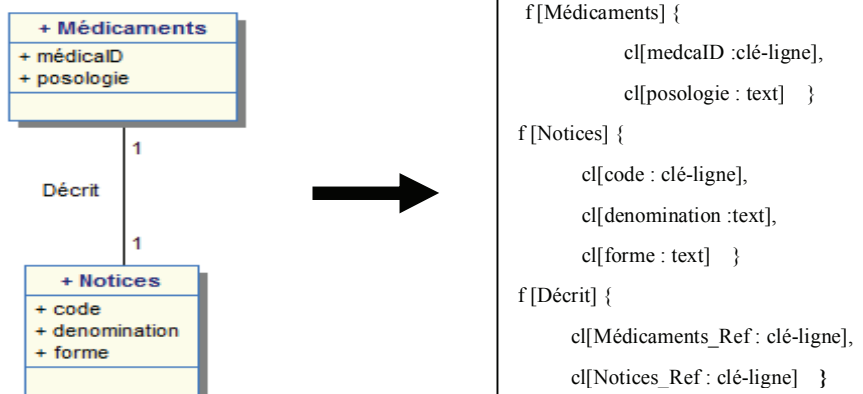 + Médicaments
+ médicaID
+ posologie
1
Décrit
1
+ Notices
+ code
+ denomination
+ forme
f [Médicaments] {
cl[medcaID :clé-ligne],
cl[posologie : text] }
f [Notices] {
cl[code : clé-ligne],
cl[denomination :text],
cl[forme : text] }
f [Décrit] {
cl[Médicaments_Ref : clé-ligne],
cl[Notices_Ref : clé-ligne] }